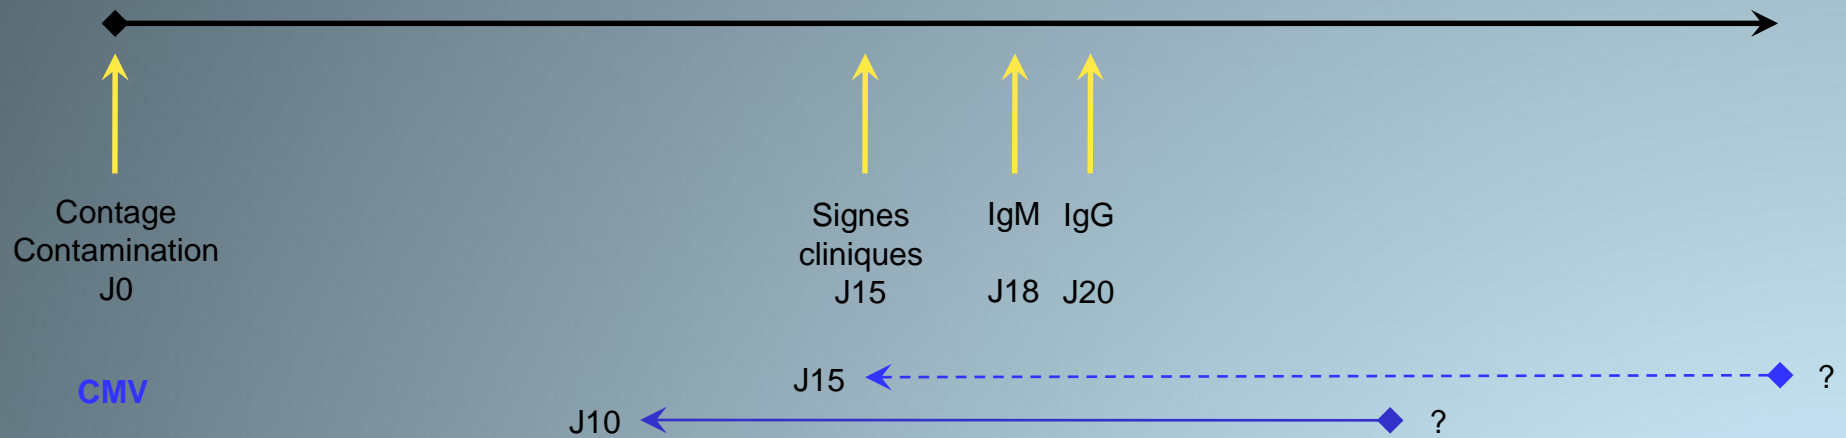 Contage
Contamination
J0
Signes
cliniques
J15
IgM
J18
IgG
J20
CMV
J15
?
J10
?